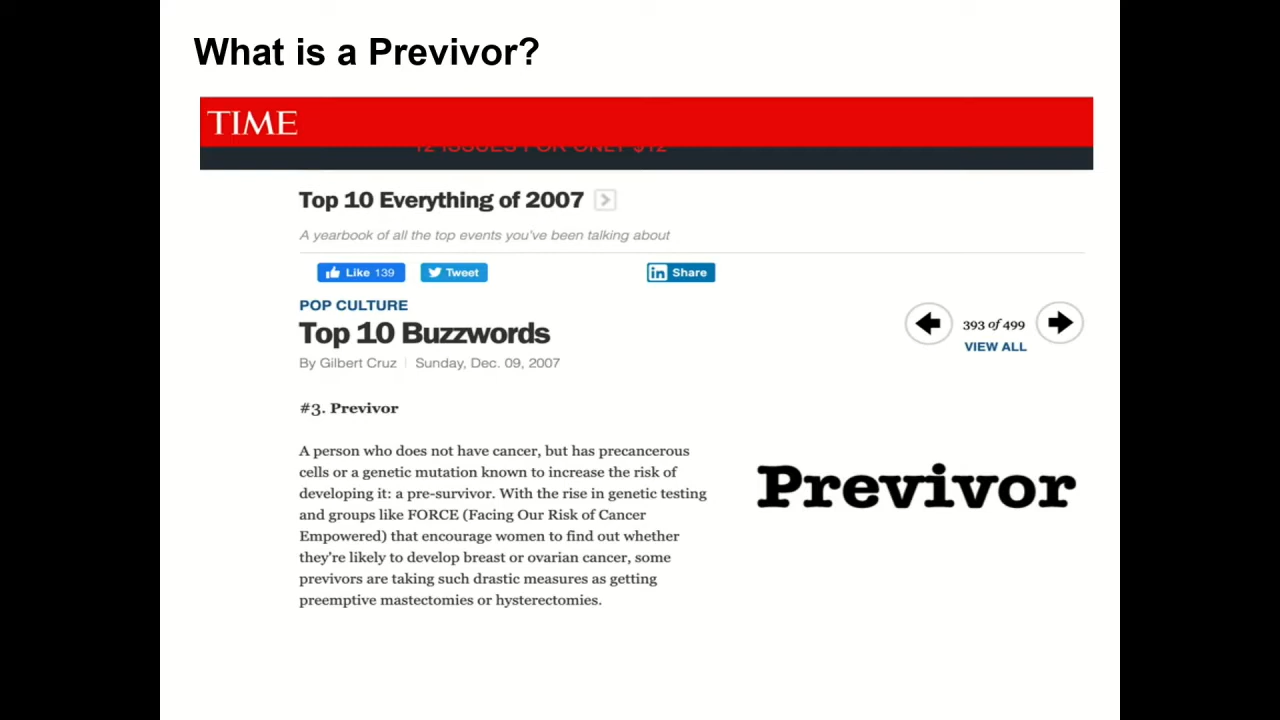 What is a Previvor?
TIME
12 ISSUES FOR ONLY $12
Top 10 Everything of 2007
A yearbook of all the top events you've been talking about
Like 139
Tweet
Share
POP CULTURE
Top 10 Buzzwords
393 of 499
VIEW ALL
By Gilbert Cruz | Sunday, Dec. 09, 2007
#3. Previvor
A person who does not have cancer, but has precancerous
cells or a genetic mutation known to increase the risk of
developing it: a pre-survivor. With the rise in genetic testing
and groups like FORCE (Facing Our Risk of Cancer
Empowered) that encourage women to find out whether
they're likely to develop breast or ovarian cancer, some
previvors are taking such drastic measures as getting
preemptive mastectomies or hysterectomies.
Previvor